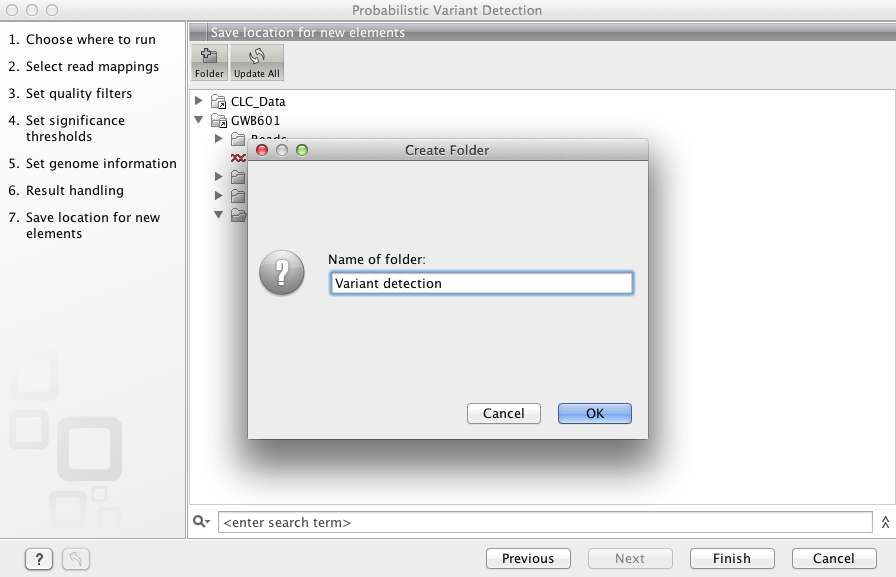 Probabilistic Variant Detection
1. Choose where to run
2. Select read mappings
3. Set quality filters
4. Set significance
thresholds
5. Set genome information
6. Result handling
7. Save location for new
elements
Save location for new elements
Folder
Update All
CLC_Data
GWB601
Reads
Create Folder
?
Name of folder:
Variant detection
Cancel
OK
<enter search term>
?
Previous
Next
Finish
Cancel